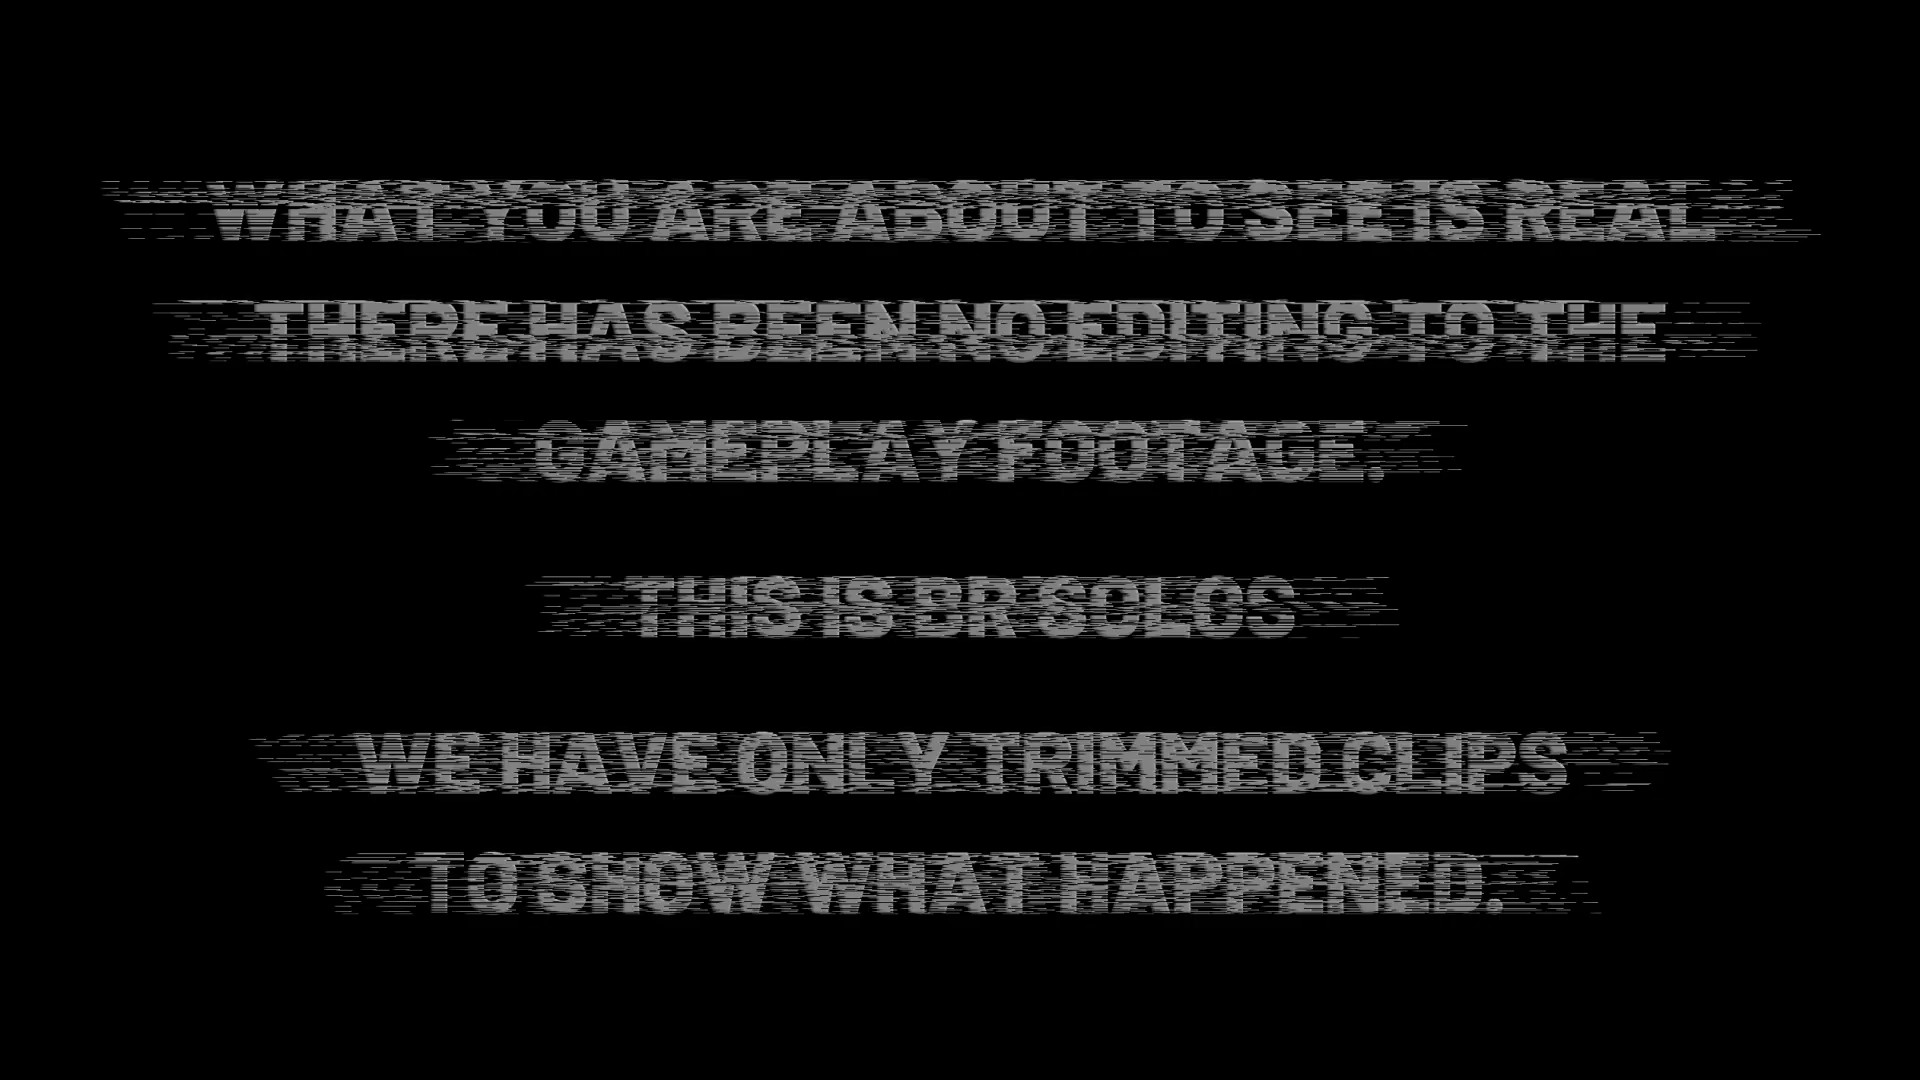 WHAT YOU ARE ABOUT TO SEE IS REAL
THERE HAS BEEN NO EDITING TO THE
GAMEPLAY FOOTAGE.
THIS IS BR SOLOS
WE HAVE ONLY TRIMMED CLIPS
TO SHOW WHAT HAPPENED.